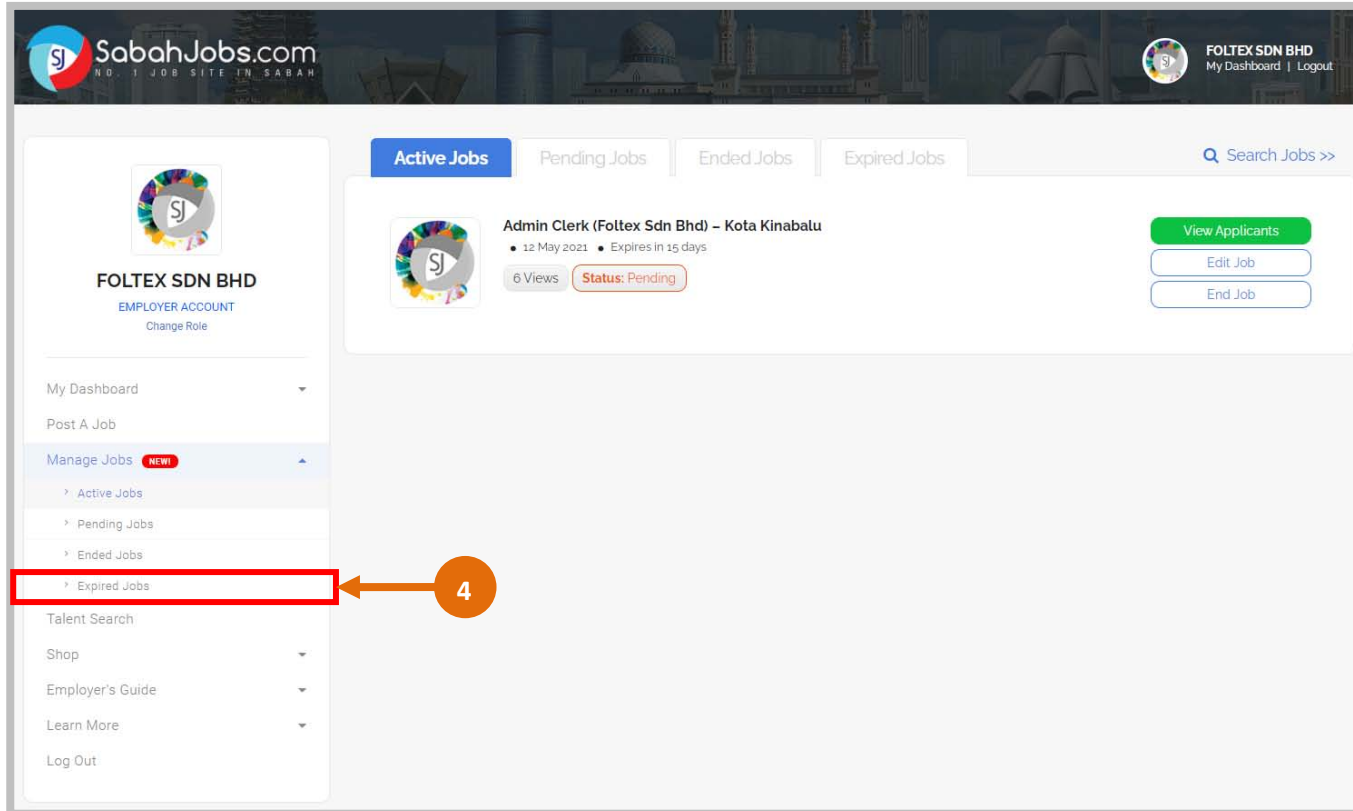 SJ SabahJobs.com
NO. 1 JOB SITE IN SABAH
SJ
FOLTEX SDN BHD
My Dashboard | Logout
SJ
FOLTEX SDN BHD
EMPLOYER ACCOUNT
Change Role
My Dashboard
Post A Job
Manage Jobs NEW!
Active Jobs
Pending Jobs
Ended Jobs
Expired Jobs
Talent Search
Shop
Employer's Guide
Learn More
Log Out
4
Active Jobs Pending Jobs Ended Jobs Expired Jobs
Search Jobs >>
SJ
Admin Clerk (Foltex Sdn Bhd) – Kota Kinabalu
• 12 May 2021 • Expires in 15 days
6 Views Status: Pending
View Applicants
Edit Job
End Job